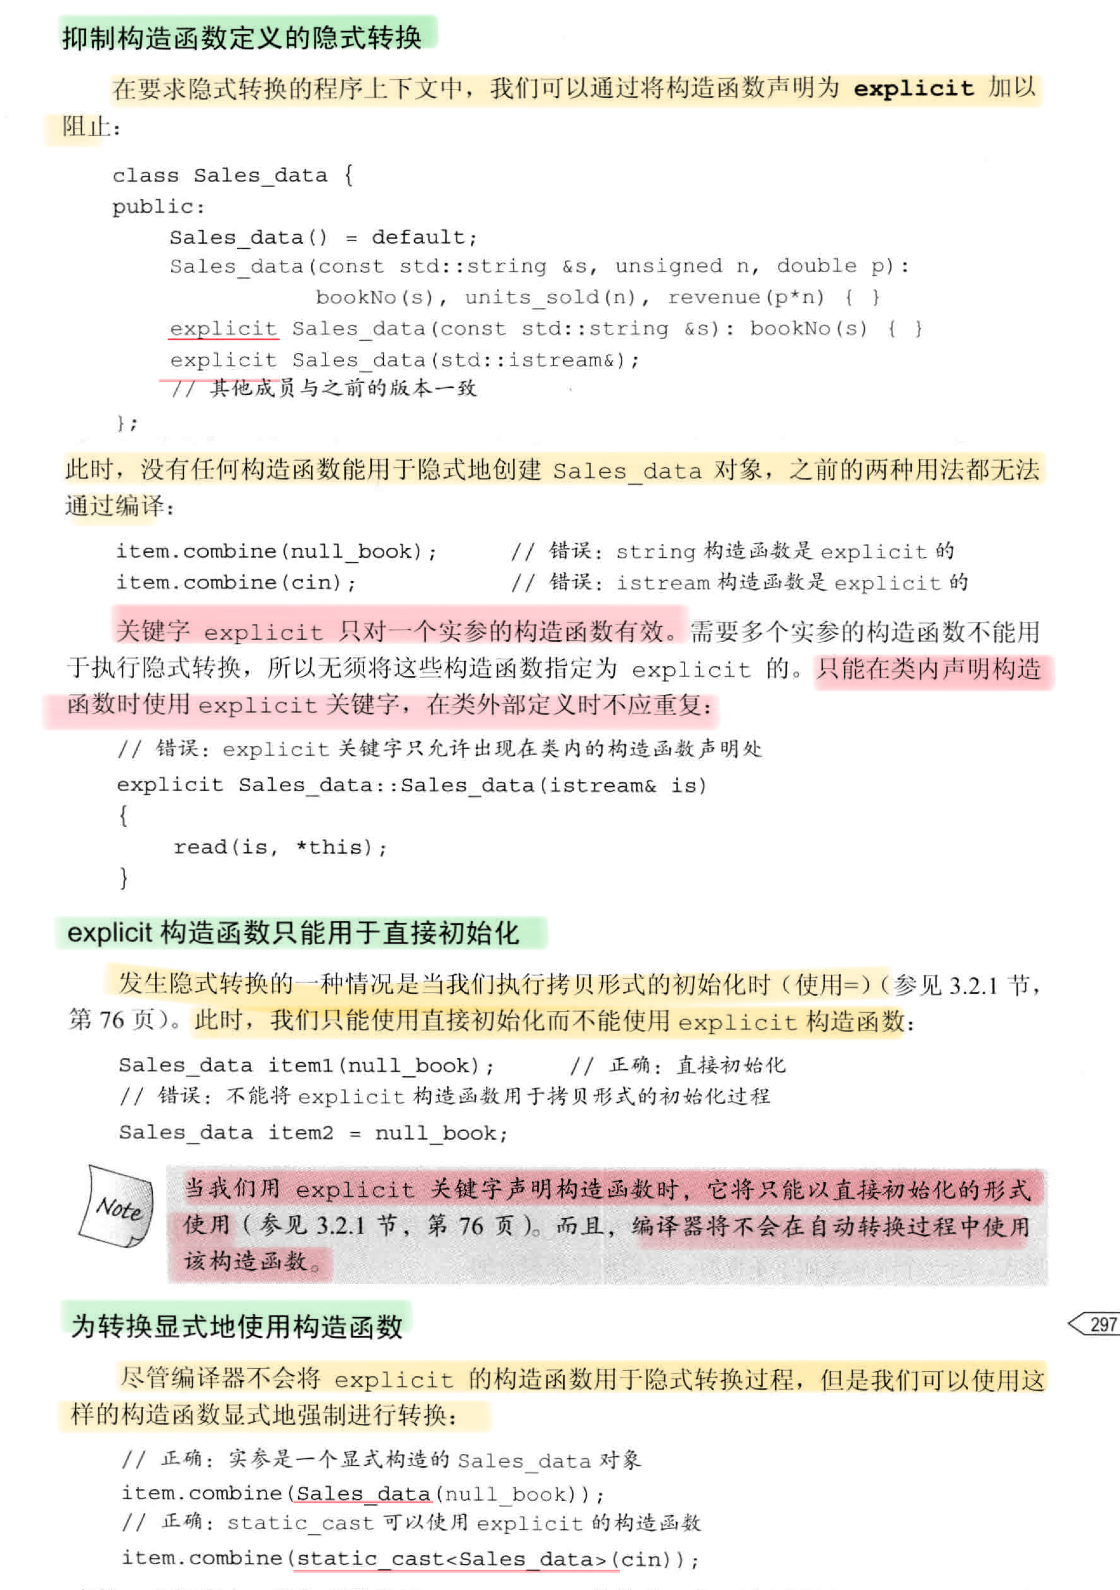 抑制构造函数定义的隐式转换
在要求隐式转换的程序上下文中，我们可以通过将构造函数声明为 explicit 加以
阻止：
class Sales_data {
public:
Sales_data() = default;
Sales_data(const std::string &s, unsigned n, double p):
bookNo(s), units_sold(n), revenue(p*n) { }
explicit Sales_data(const std::string &s): bookNo(s) { }
explicit Sales_data(std::istream&);
// 其他成员与之前的版本一致
};
此时，没有任何构造函数能用于隐式地创建 Sales_data 对象，之前的两种用法都无法
通过编译：
item.combine(null_book); // 错误：string 构造函数是 explicit 的
item.combine(cin); // 错误：istream 构造函数是 explicit 的
关键字 explicit 只对一个实参的构造函数有效。需要多个实参的构造函数不能用
于执行隐式转换，所以无须将这些构造函数指定为 explicit 的。只能在类内声明构造
函数时使用 explicit 关键字，在类外部定义时不应重复：
// 错误：explicit 关键字只允许出现在类内的构造函数声明处
explicit Sales_data::Sales_data(istream& is)
{
read(is, *this);
}
explicit 构造函数只能用于直接初始化
发生隐式转换的一种情况是当我们执行拷贝形式的初始化时（使用=）（参见 3.2.1 节，
第 76 页）。此时，我们只能使用直接初始化而不能使用 explicit 构造函数：
Sales_data item1(null_book); // 正确：直接初始化
// 错误：不能将 explicit 构造函数用于拷贝形式的初始化过程
Sales_data item2 = null_book;
Note
当我们用 explicit 关键字声明构造函数时，它将只能以直接初始化的形式
使用（参见 3.2.1 节，第 76 页）。而且，编译器将不会在自动转换过程中使用
该构造函数。
为转换显式地使用构造函数
297
尽管编译器不会将 explicit 的构造函数用于隐式转换过程，但是我们可以使用这
样的构造函数显式地强制进行转换：
// 正确：实参是一个显式构造的 Sales_data 对象
item.combine(Sales_data(null_book));
// 正确：static_cast 可以使用 explicit 的构造函数
item.combine(static_cast<Sales_data>(cin));